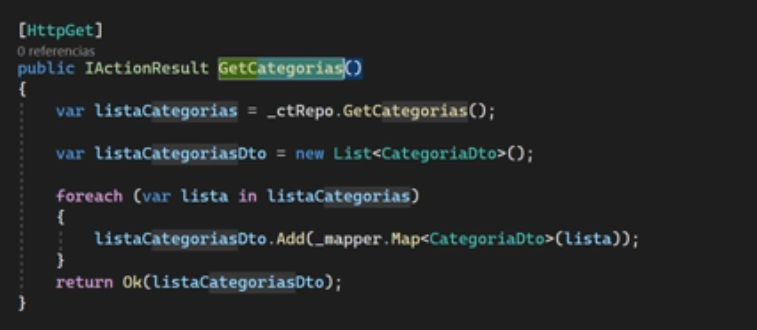 [HttpGet]
0 referencias
public IActionResult GetCategorias()
{
var listaCategorias = _ctRepo.GetCategorias();
var listaCategoriasDto = new List<CategoriaDto>();
foreach (var lista in listaCategorias)
{
listaCategoriasDto.Add(_mapper.Map<CategoriaDto>(lista));
}
return Ok(listaCategoriasDto);
}